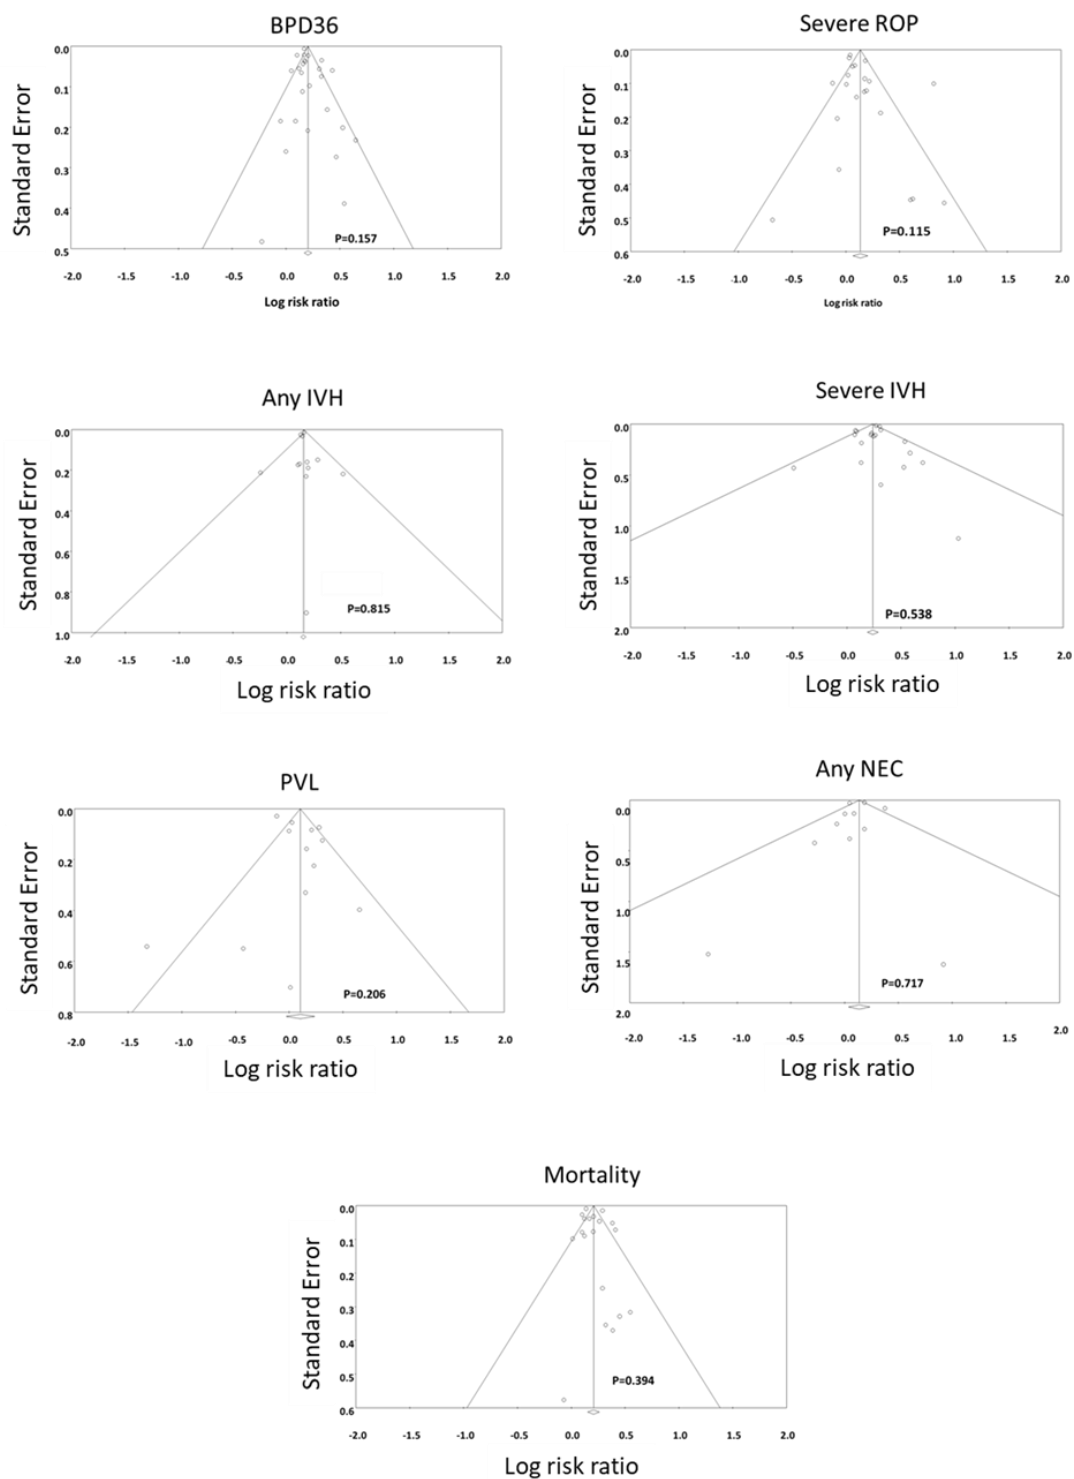 BPD36
Standard Error
0.0
0.1
0.2
0.3
0.4
0.5
P=0.157
-2.0 -1.5 -1.0 -0.5 0.0 0.5 1.0 1.5 2.0
Log risk ratio
Severe ROP
Standard Error
0.0
0.1
0.2
0.3
0.4
0.5
0.6
P=0.115
-2.0 -1.5 -1.0 -0.5 0.0 0.5 1.0 1.5 2.0
Log risk ratio
Any IVH
Standard Error
0.0
0.2
0.4
0.6
0.8
1.0
P=0.815
-2.0 -1.5 -1.0 -0.5 0.0 0.5 1.0 1.5 2.0
Log risk ratio
Severe IVH
Standard Error
0.0
0.5
1.0
1.5
2.0
P=0.538
-2.0 -1.5 -1.0 -0.5 0.0 0.5 1.0 1.5 2.0
Log risk ratio
PVL
Standard Error
0.0
0.2
0.4
0.6
0.8
P=0.206
-2.0 -1.5 -1.0 -0.5 0.0 0.5 1.0 1.5 2.0
Log risk ratio
Any NEC
Standard Error
0.0
0.5
1.0
1.5
2.0
P=0.717
-2.0 -1.5 -1.0 -0.5 0.0 0.5 1.0 1.5 2.0
Log risk ratio
Mortality
Standard Error
0.0
0.1
0.2
0.3
0.4
0.5
0.6
P=0.394
-2.0 -1.5 -1.0 -0.5 0.0 0.5 1.0 1.5 2.0
Log risk ratio